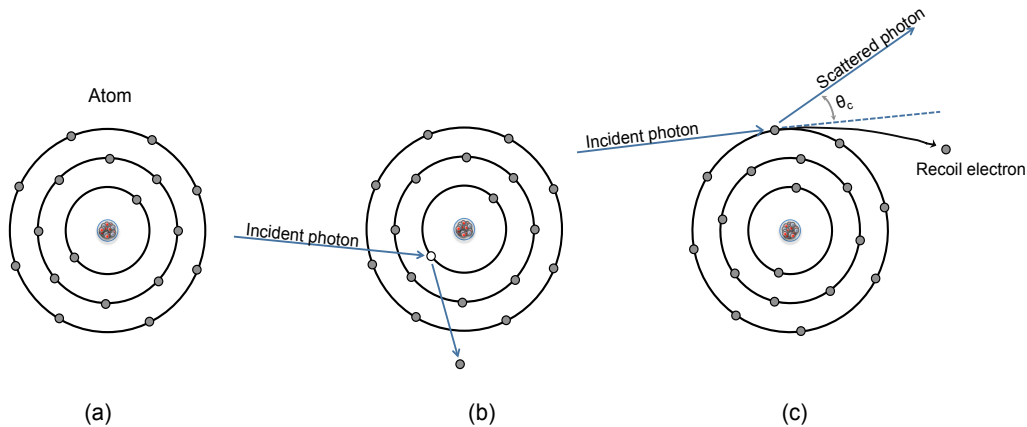 Atom
Incident photon
Incident photon
Scattered photon
θc
Recoil electron
(a)
(b)
(c)